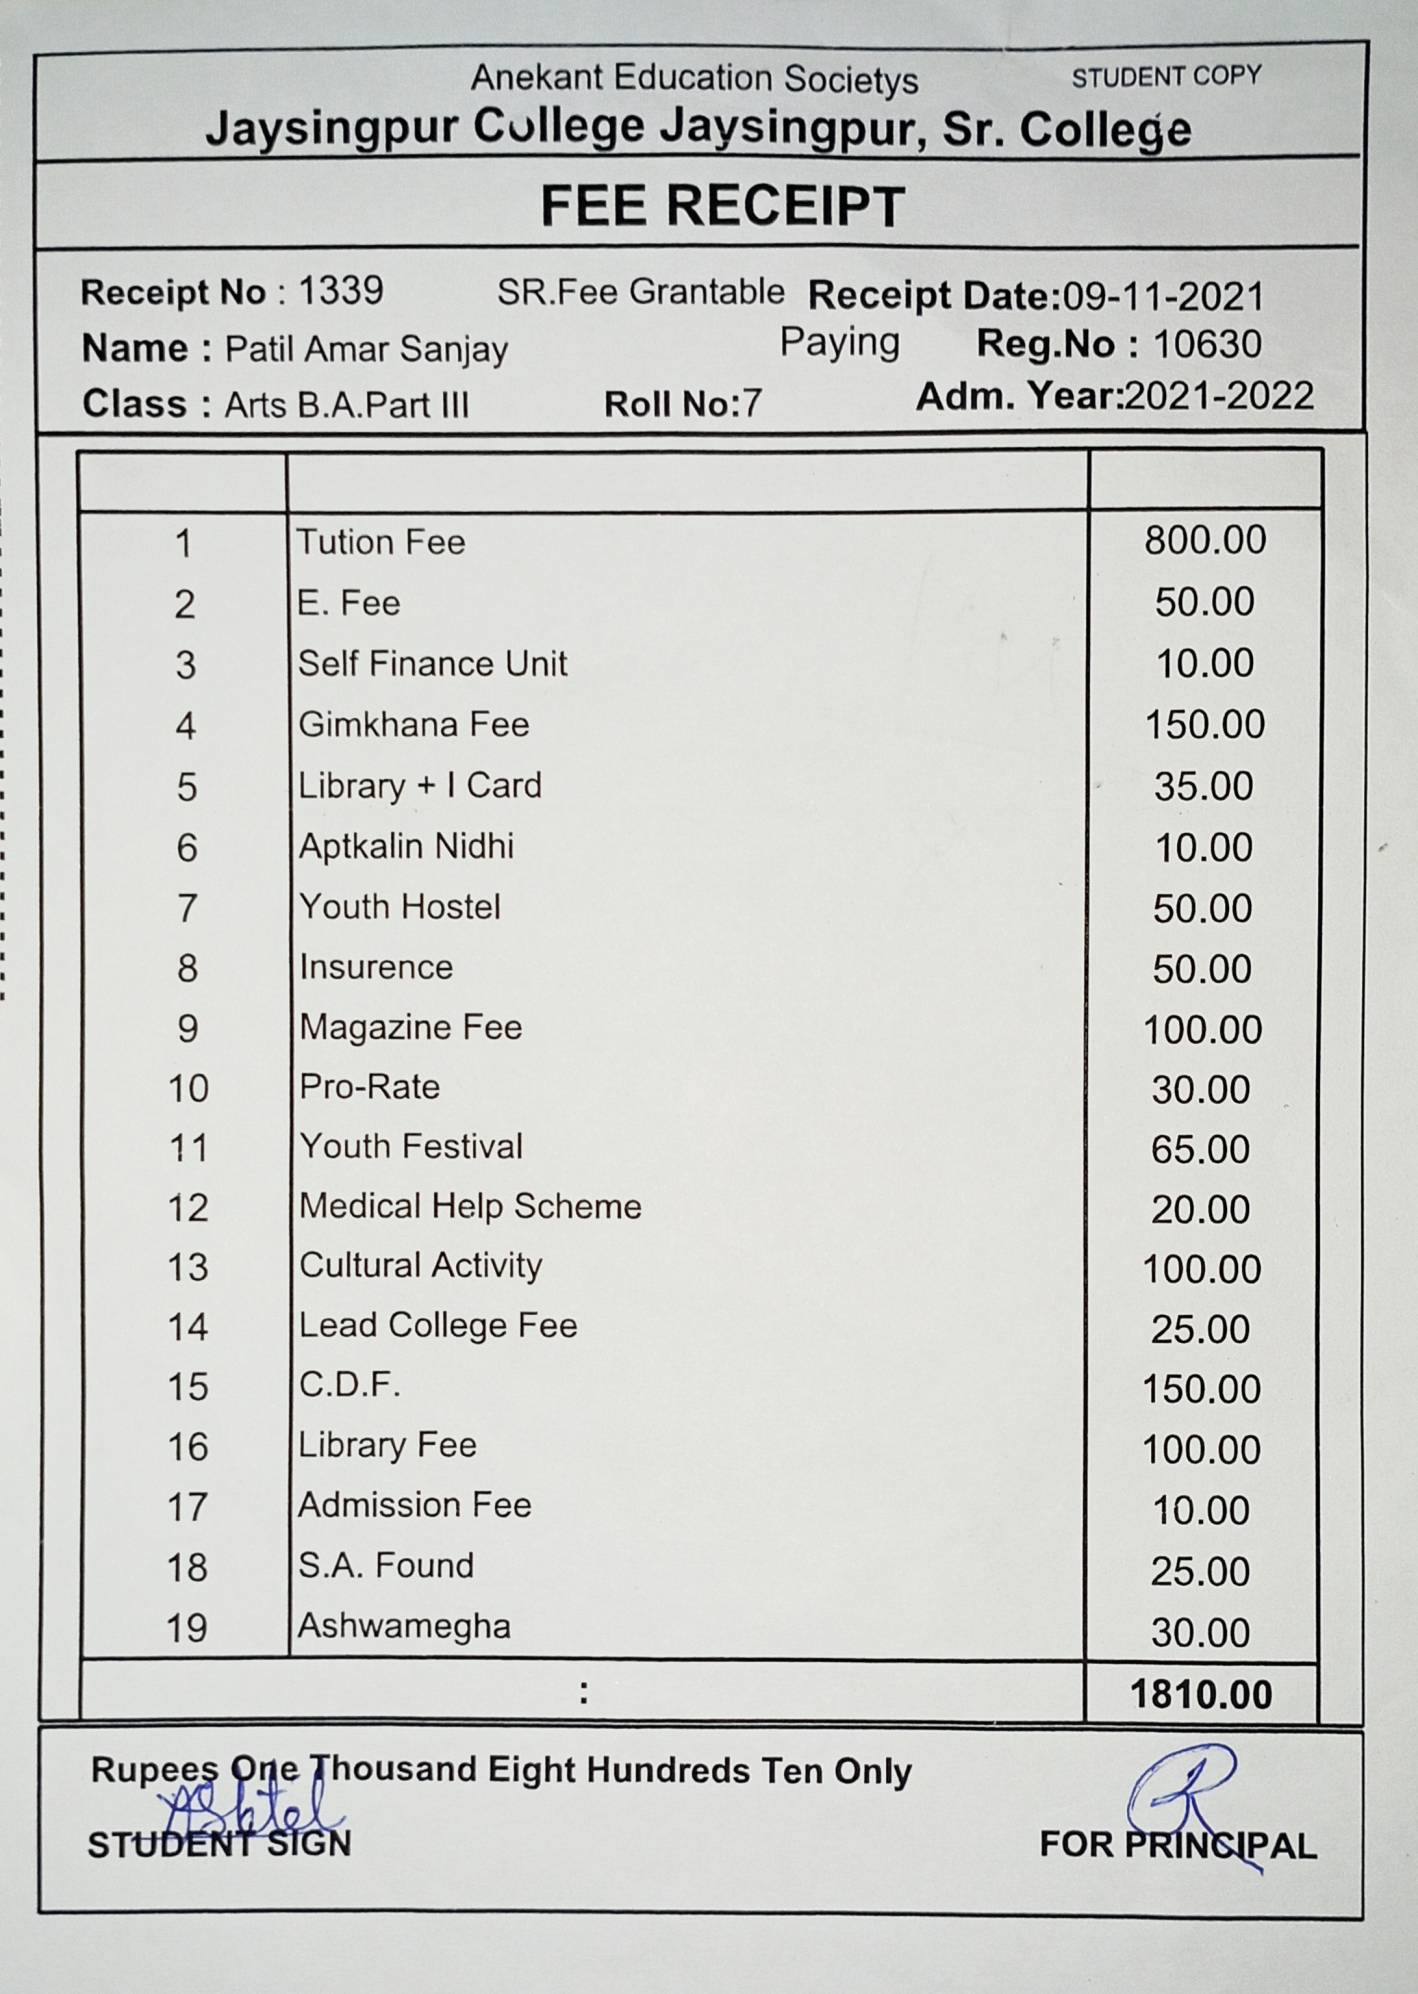 Anekant Education Societys STUDENT COPY
Jaysingpur College Jaysingpur, Sr. College
FEE RECEIPT
Receipt No : 1339 SR.Fee Grantable Receipt Date:09-11-2021
Name : Patil Amar Sanjay Paying Reg.No : 10630
Class : Arts B.A.Part III Roll No:7 Adm. Year:2021-2022
1 Tution Fee 800.00
2 E. Fee 50.00
3 Self Finance Unit 10.00
4 Gimkhana Fee 150.00
5 Library + I Card 35.00
6 Aptkalin Nidhi 10.00
7 Youth Hostel 50.00
8 Insurence 50.00
9 Magazine Fee 100.00
10 Pro-Rate 30.00
11 Youth Festival 65.00
12 Medical Help Scheme 20.00
13 Cultural Activity 100.00
14 Lead College Fee 25.00
15 C.D.F. 150.00
16 Library Fee 100.00
17 Admission Fee 10.00
18 S.A. Found 25.00
19 Ashwamegha 30.00
: 1810.00
Rupees One Thousand Eight Hundreds Ten Only
STUDENT SIGN FOR PRINCIPAL